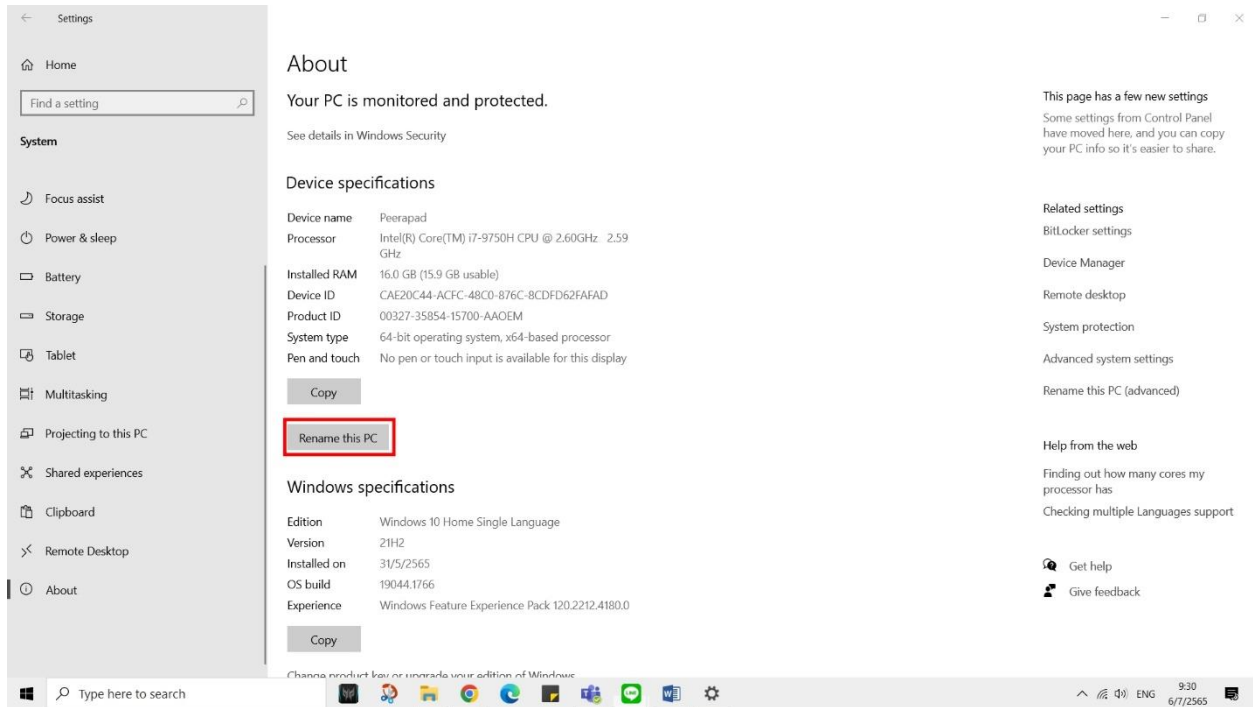 Settings
Home
Find a setting
System
Focus assist
Power & sleep
Battery
Storage
Tablet
Multitasking
Projecting to this PC
Shared experiences
Clipboard
Remote Desktop
About
About
Your PC is monitored and protected.
See details in Windows Security
Device specifications
Device name Peerapad
Processor Intel(R) Core(TM) i7-9750H CPU @ 2.60GHz 2.59
GHz
Installed RAM 16.0 GB (15.9 GB usable)
Device ID CAE20C44-ACFC-48C0-876C-8CDFD62FAFAD
Product ID 00327-35854-15700-AAOEM
System type 64-bit operating system, x64-based processor
Pen and touch No pen or touch input is available for this display
Copy
Rename this PC
Windows specifications
Edition Windows 10 Home Single Language
Version 21H2
Installed on 31/5/2565
OS build 19044.1766
Experience Windows Feature Experience Pack 120.2212.4180.0
Copy
Change product key or upgrade your edition of Windows
This page has a few new settings
Some settings from Control Panel
have moved here, and you can copy
your PC info so it's easier to share.
Related settings
BitLocker settings
Device Manager
Remote desktop
System protection
Advanced system settings
Rename this PC (advanced)
Help from the web
Finding out how many cores my
processor has
Checking multiple Languages support
Get help
Give feedback
Type here to search
ENG
9:30
6/7/2565